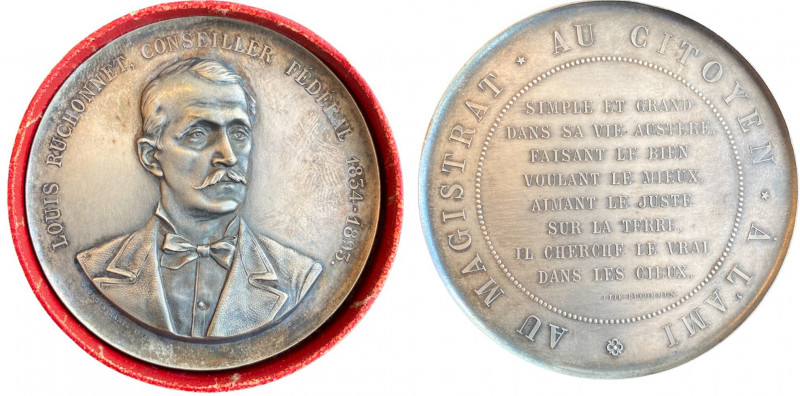 LOUIS RUCHONNET, CONSEILLER FÉDÉRAL 1834-1893.
AU MAGISTRAT * AU CITOYEN * À L'AMI
SIMPLE ET GRAND
DANS SA VIE AUSTÈRE,
FAISANT LE BIEN
VOULANT LE MIEUX,
AIMANT LE JUSTE
SUR LA TERRE,
IL CHERCHE LE VRAI
DANS LES CIEUX.